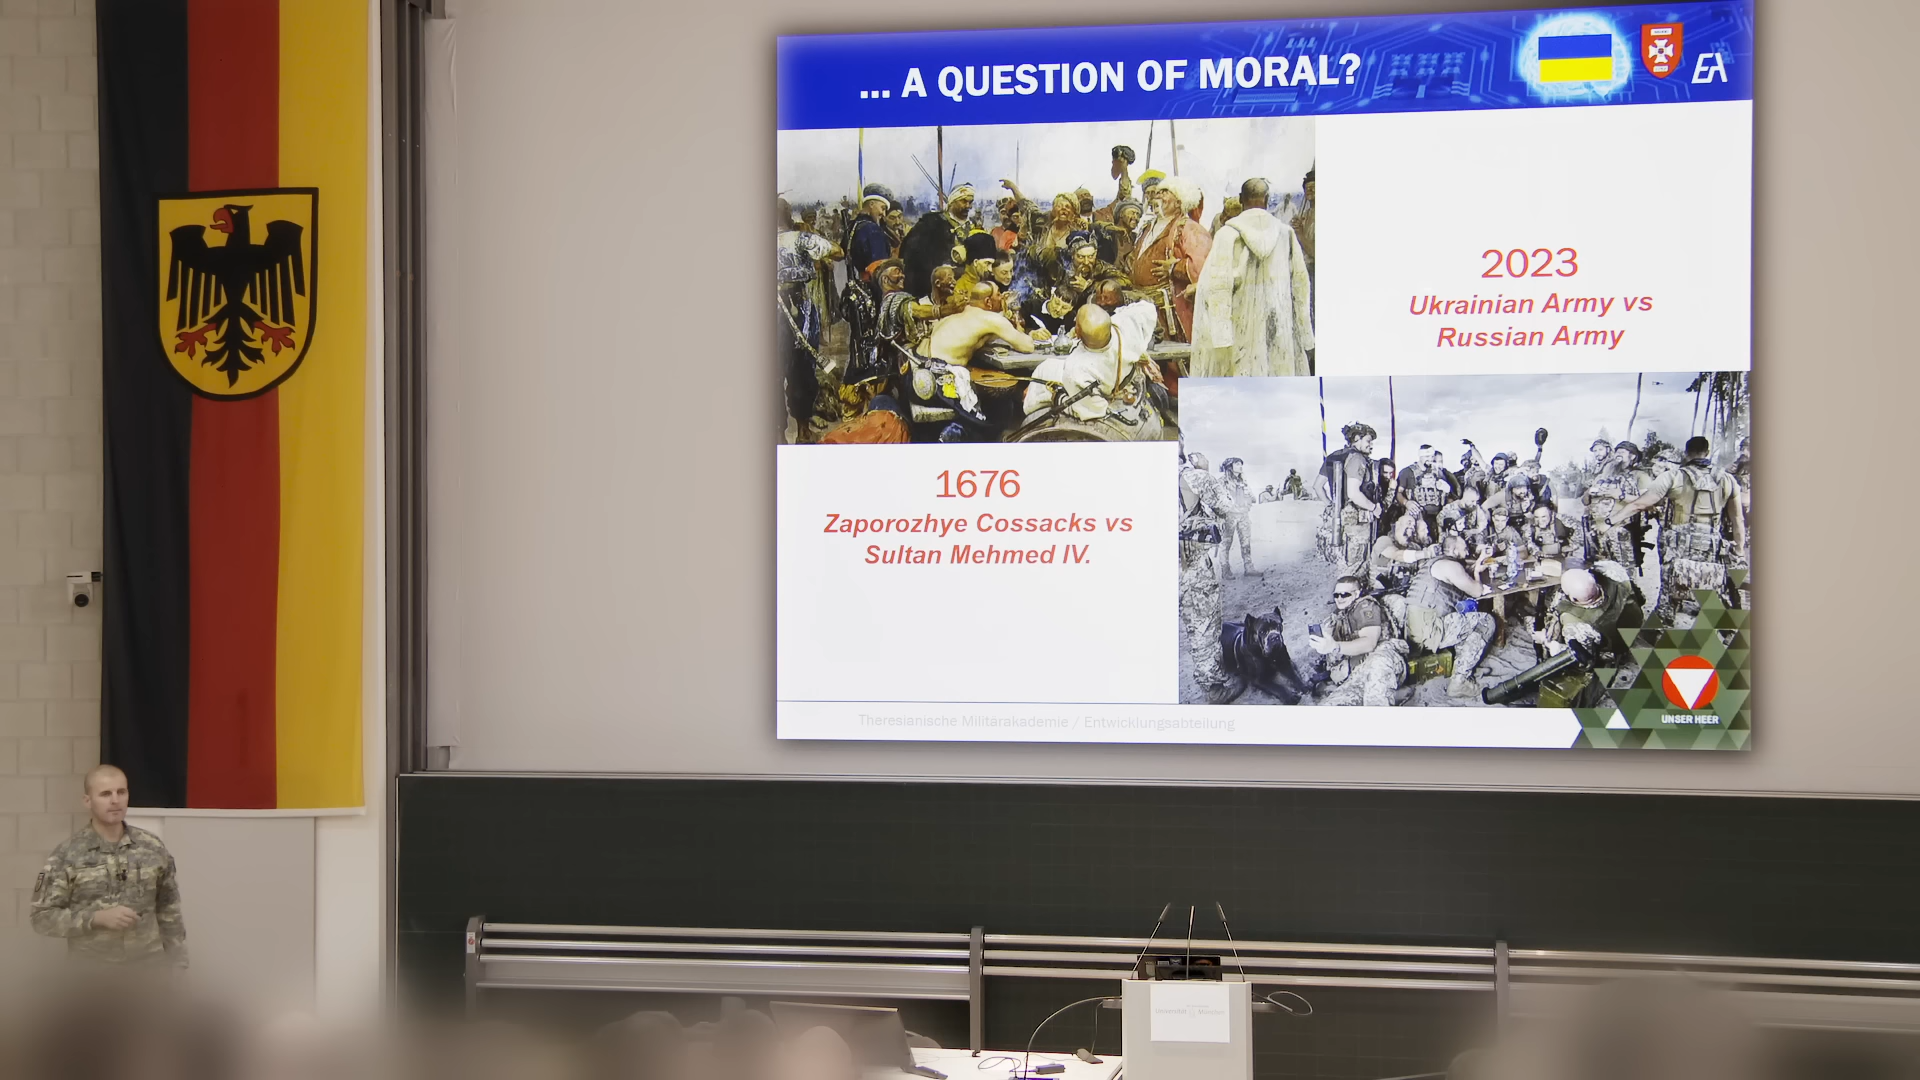 ... A QUESTION OF MORAL?
EA
2023
Ukrainian Army vs
Russian Army
1676
Zaporozhye Cossacks vs
Sultan Mehmed IV.
Theresianische Militärakademie / Entwicklungsabteilung
UNSER HEER